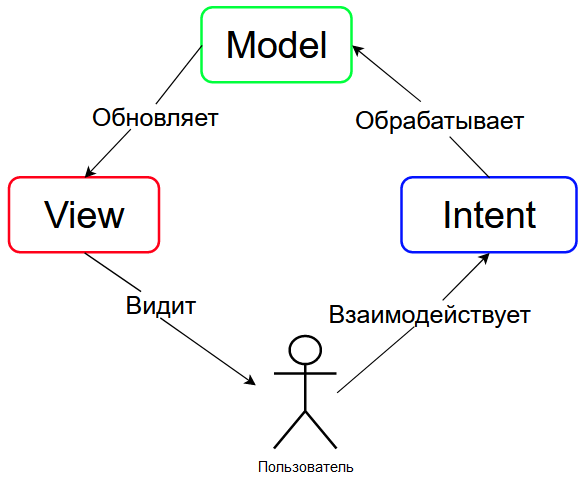 Model
Обновляет
Обрабатывает
View
Intent
Видит
Взаимодействует
Пользователь